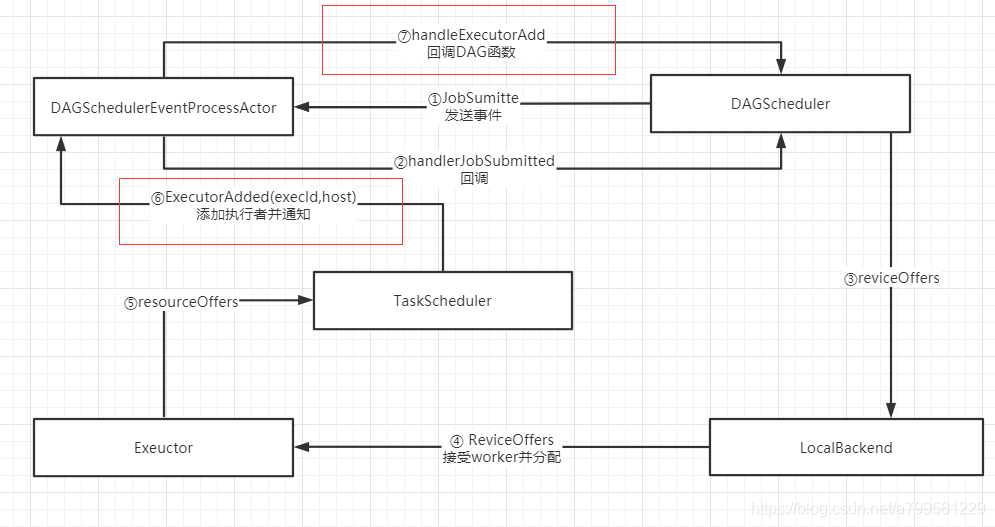 ⑦handleExecutorAdd
回调DAG函数
DAGSchedulerEventProcessActor
①JobSumitte
发送事件
DAGScheduler
②handlerJobSubmitted
回调
⑥ExecutorAdded(execId,host)
添加执行者并通知
③reviceOffers
⑤resourceOffers
TaskScheduler
Exeuctor
④ ReviceOffers
接受worker并分配
LocalBackend
https://blog.csdn.net/a799581229